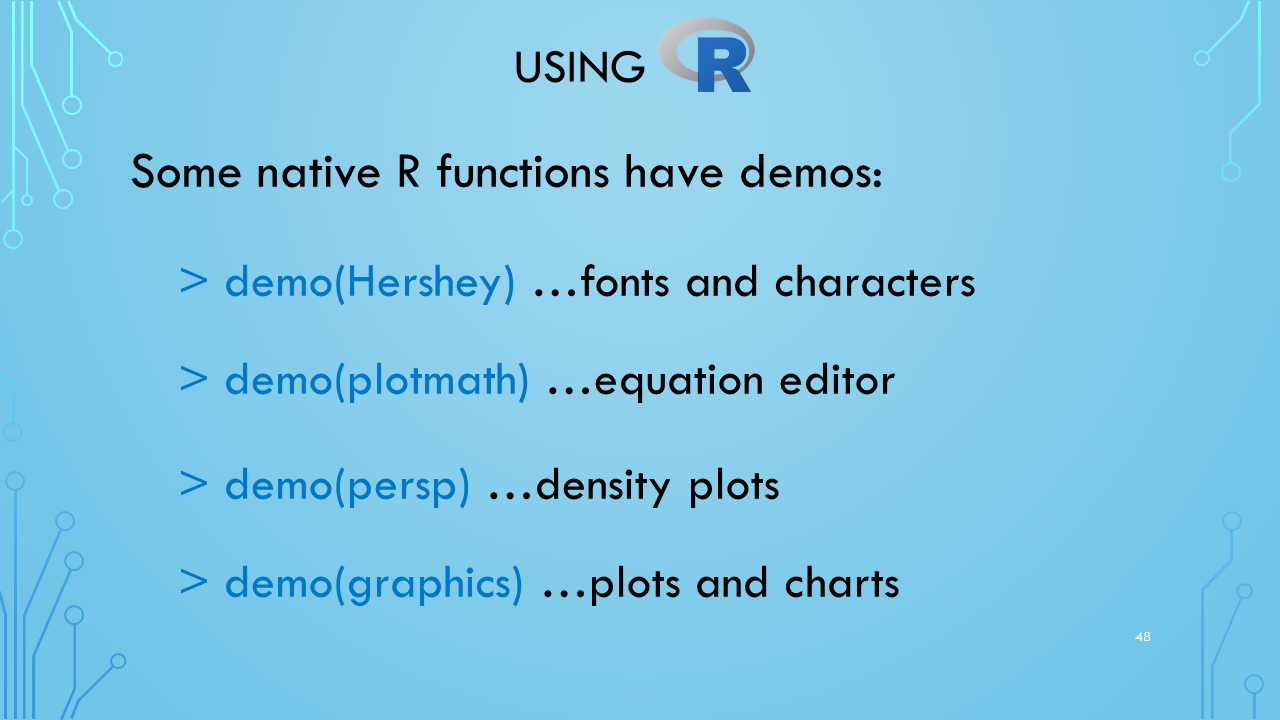 USING R
Some native R functions have demos:
> demo(Hershey) …fonts and characters
> demo(plotmath) …equation editor
> demo(persp) …density plots
> demo(graphics) …plots and charts
48